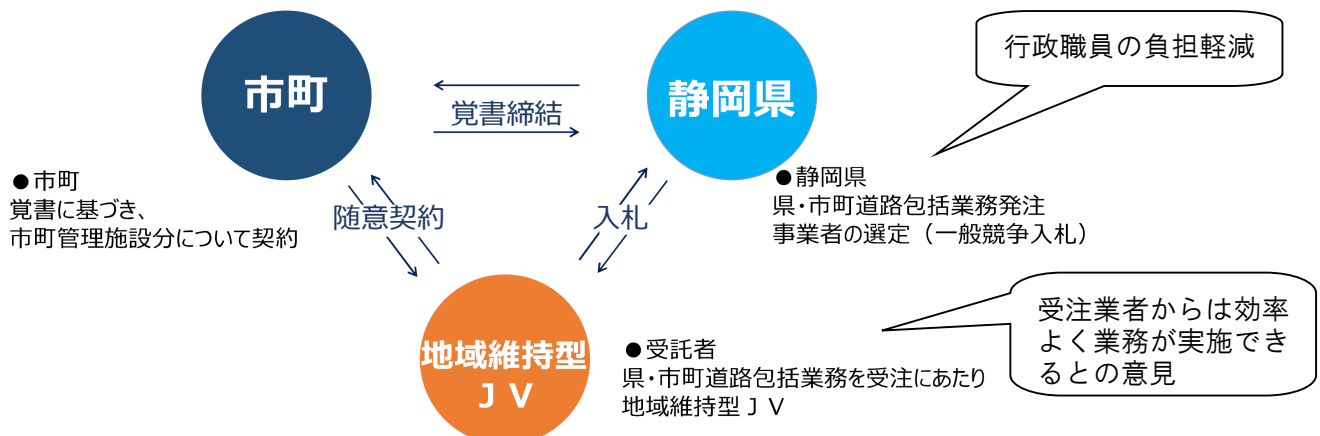 市町
静岡県
行政職員の負担軽減
覚書締結
●市町
覚書に基づき、
市町管理施設分について契約
随意契約
入札
●静岡県
県・市町道路包括業務発注
事業者の選定（一般競争入札）
地域維持型
ＪＶ
●受託者
県・市町道路包括業務を受注にあたり
地域維持型ＪＶ
受注業者からは効率
よく業務が実施でき
るとの意見